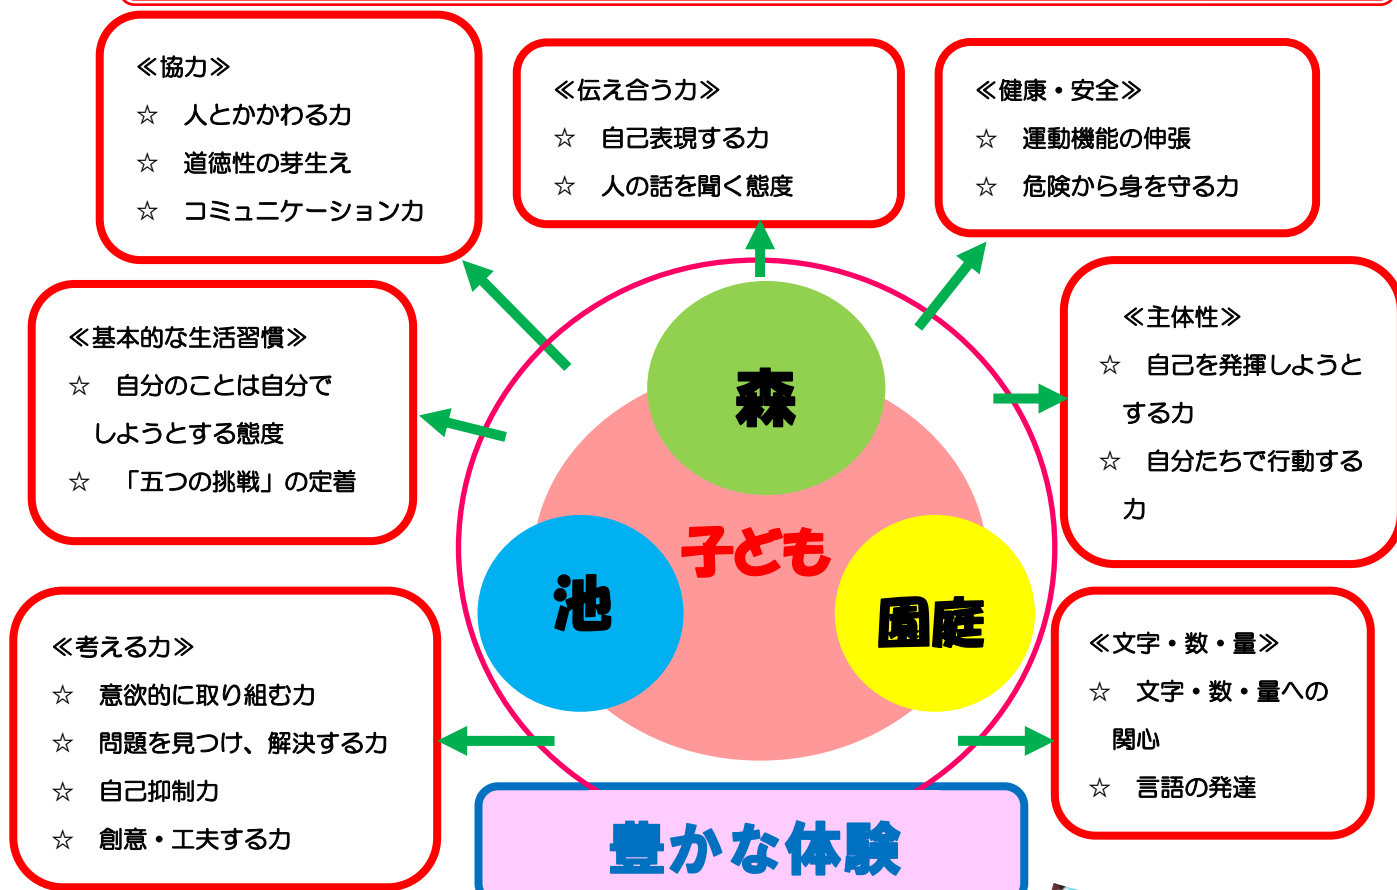 ≪協力≫
☆ 人とかかわる力
☆ 道徳性の芽生え
☆ コミュニケーション力
≪伝え合う力≫
☆ 自己表現する力
☆ 人の話を聞く態度
≪健康・安全≫
☆ 運動機能の伸張
☆ 危険から身を守る力
≪基本的な生活習慣≫
☆ 自分のことは自分で
しようとする態度
☆ 「五つの挑戦」の定着
≪主体性≫
☆ 自己を発揮しようと
する力
☆ 自分たちで行動する
力
森
子ども
池
園庭
≪考える力≫
☆ 意欲的に取り組む力
☆ 問題を見つけ、解決する力
☆ 自己抑制力
☆ 創意・工夫する力
≪文字・数・量≫
☆ 文字・数・量への
関心
☆ 言語の発達
豊かな体験